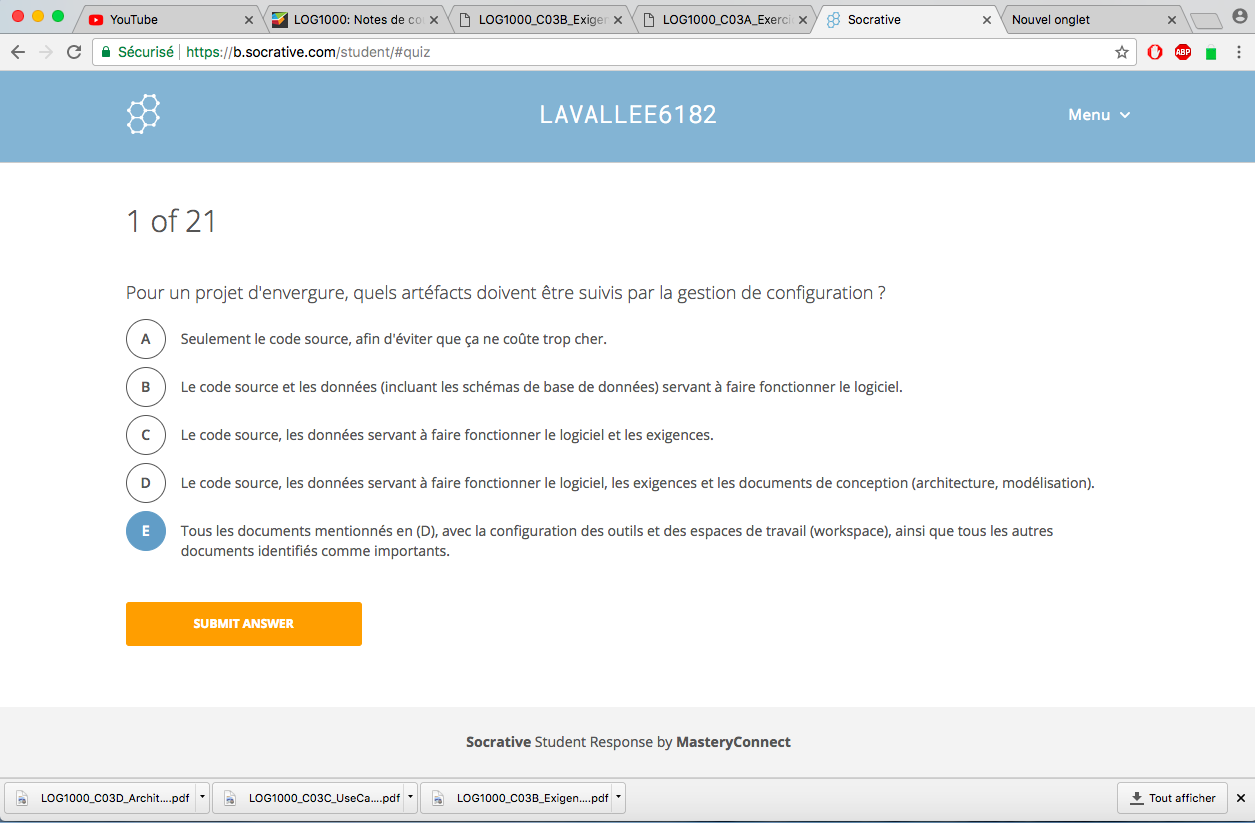 YouTube
LOG1000: Notes de co
LOG1000_C03B_Exigen
LOG1000_C03A_Exerci
Socrative
Nouvel onglet
Sécurisé
https://b.socrative.com/student/#quiz
ABP
LAVALLEE6182
Menu
1 of 21
Pour un projet d'envergure, quels artéfacts doivent être suivis par la gestion de configuration ?
A
Seulement le code source, afin d'éviter que ça ne coûte trop cher.
B
Le code source et les données (incluant les schémas de base de données) servant à faire fonctionner le logiciel.
C
Le code source, les données servant à faire fonctionner le logiciel et les exigences.
D
Le code source, les données servant à faire fonctionner le logiciel, les exigences et les documents de conception (architecture, modélisation).
E
Tous les documents mentionnés en (D), avec la configuration des outils et des espaces de travail (workspace), ainsi que tous les autres
documents identifiés comme importants.
SUBMIT ANSWER
Socrative Student Response by MasteryConnect
LOG1000_C03D_Archit....pdf
LOG1000_C03C_UseCa....pdf
LOG1000_C03B_Exigen....pdf
Tout afficher